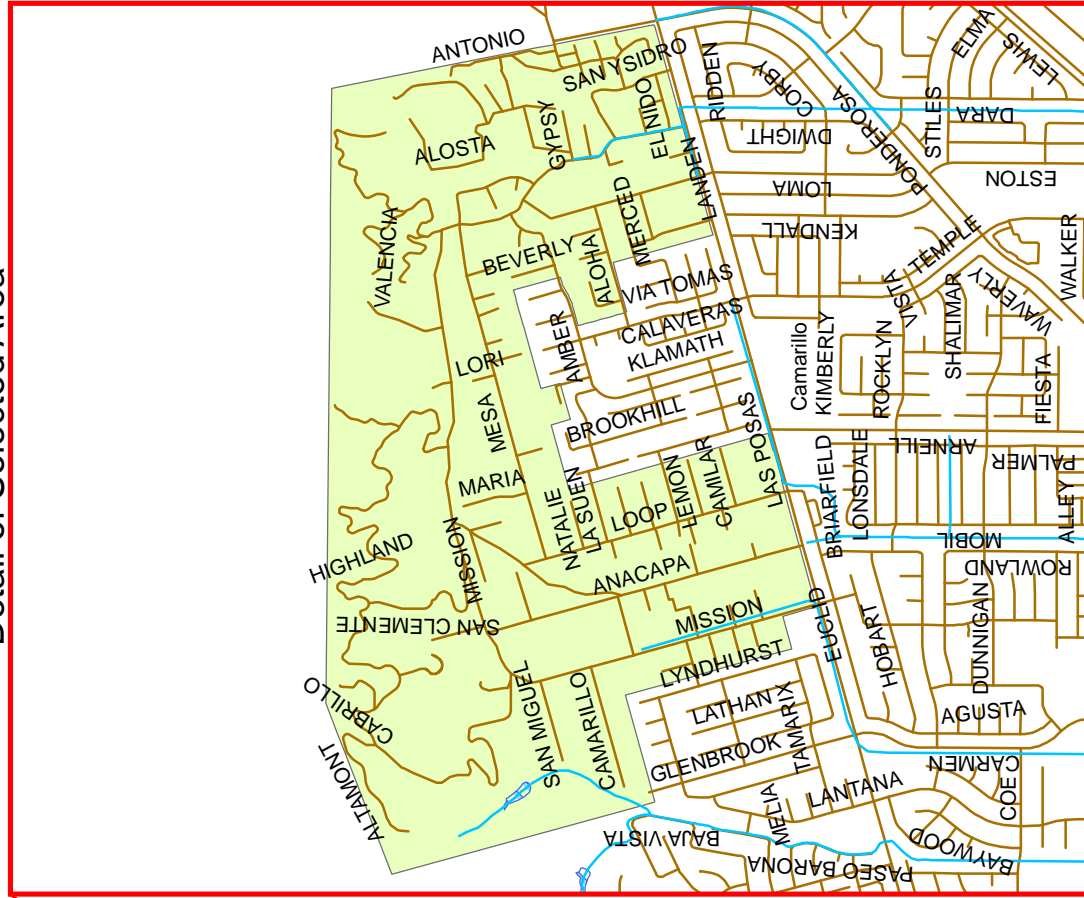 Detail of Selected Area
ANTONIO
SAN YSIDRO
ELMA
LEWIS
RIDDEN
CORBY
PONDEROSA
STILES
DARA
EL NIDO
GYPSY
DWIGHT
ALOSTA
LANDEN
LOMA
ESTON
MERCED
VALENCIA
BEVERLY
ALOHA
KENDALL
TEMPLE
WALKER
VIA TOMAS
VISTA
WAVERLY
SHALIMAR
CALAVERAS
AMBER
KLAMATH
Camarillo
KIMBERLY
ROCKLYN
LORI
FIESTA
MESA
BROOKHILL
LAS POSAS
ARNEILL
PALMER
MARIA
LEMON
CAMILAR
BRIARFIELD
LONSDALE
NATALIE
LA SUEN
LOOP
ALLEY
MOBIL
HIGHLAND
MISSION
ANACAPA
ROWLAND
SAN CLEMENTE
MISSION
EUCLID
HOBART
DUNNIGAN
LYNDHURST
CABRILLO
SAN MIGUEL
CAMARILLO
LATHAN
TAMARIX
AGUSTA
ALTAMONT
GLENBROOK
CARMEN
LANTANA
COE
MELIA
BAJA VISTA
PASEO BARONA
BAYWOOD